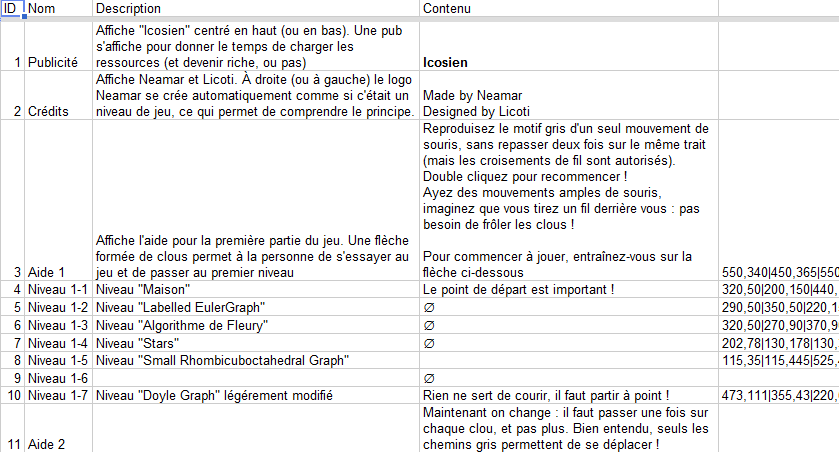 ID Nom Description Contenu
Affiche "Icosien" centré en haut (ou en bas). Une pub
s'affiche pour donner le temps de charger les
1 Publicité ressources (et devenir riche, ou pas) Icosien
Affiche Neamar et Licoti. À droite (ou à gauche) le logo
Neamar se crée automatiquement comme si c'était un Made by Neamar
2 Crédits niveau de jeu, ce qui permet de comprendre le principe. Designed by Licoti
Reproduisez le motif gris d'un seul mouvement de
souris, sans repasser deux fois sur le même trait
(mais les croisements de fil sont autorisés).
Double cliquez pour recommencer !
Ayez des mouvements amples de souris,
imaginez que vous tirez un fil derrière vous : pas
besoin de frôler les clous !
Affiche l'aide pour la première partie du jeu. Une flèche
formée de clous permet à la personne de s'essayer au Pour commencer à jouer, entraînez-vous sur la
3 Aide 1 jeu et de passer au premier niveau flèche ci-dessous 550,340|450,365|550
4 Niveau 1-1 Niveau "Maison" Le point de départ est important ! 320,50|200,150|440,
5 Niveau 1-2 Niveau "Labelled EulerGraph" ∅ 290,50|350,50|220,1
6 Niveau 1-3 Niveau "Algorithme de Fleury" ∅ 320,50|270,90|370,9
7 Niveau 1-4 Niveau "Stars" ∅ 202,78|130,178|130,
8 Niveau 1-5 Niveau "Small Rhombicuboctahedral Graph" 115,35|115,445|525,
9 Niveau 1-6 ∅
10 Niveau 1-7 Niveau "Doyle Graph" légérement modifié Rien ne sert de courir, il faut partir à point ! 473,111|355,43|220,
Maintenant on change : il faut passer une fois sur
chaque clou, et pas plus. Bien entendu, seuls les
11 Aide 2 chemins gris permettent de se déplacer !